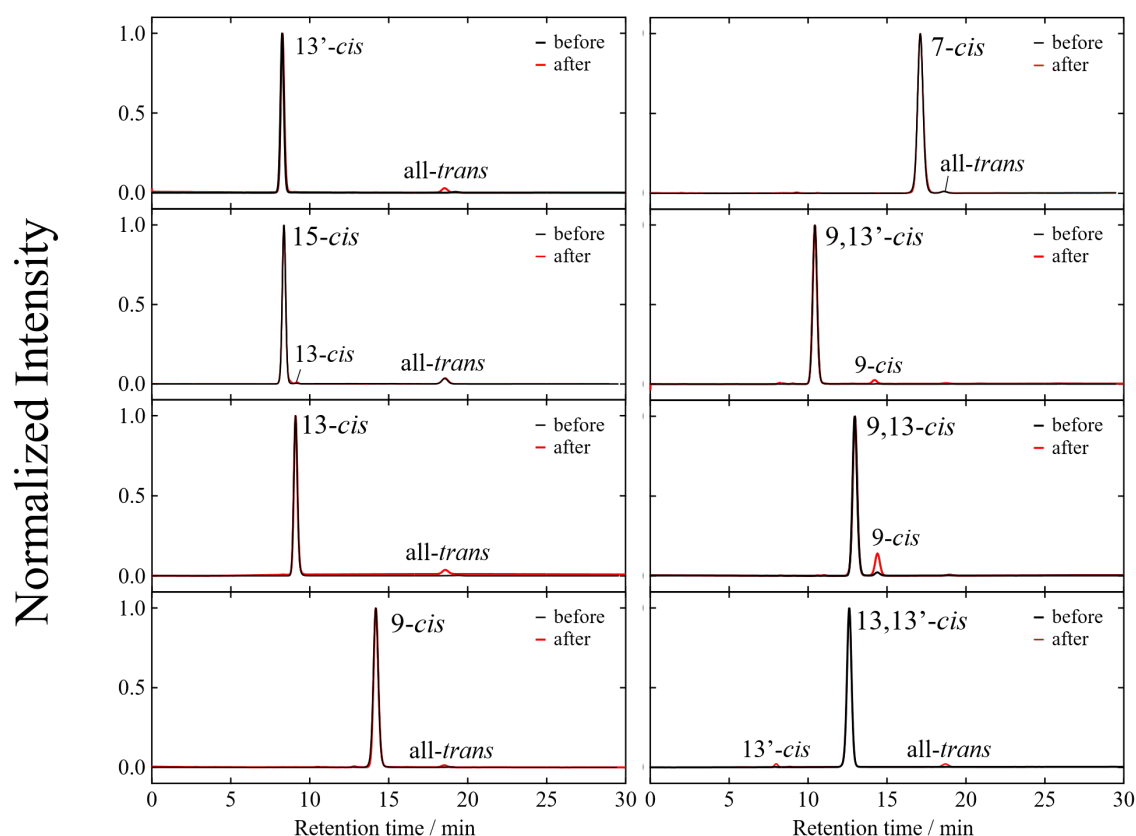 Normalized Intensity
1.0
0.5
0.0
13’-cis
before
after
all-trans
1.0
0.5
0.0
15-cis
before
after
13-cis
all-trans
1.0
0.5
0.0
13-cis
before
after
all-trans
1.0
0.5
0.0
9-cis
before
after
all-trans
0 5 10 15 20 25 30
Retention time / min
7-cis
before
after
all-trans
9,13’-cis
before
after
9-cis
9,13-cis
before
after
9-cis
13,13’-cis
before
after
13’-cis
all-trans
0 5 10 15 20 25 30
Retention time / min